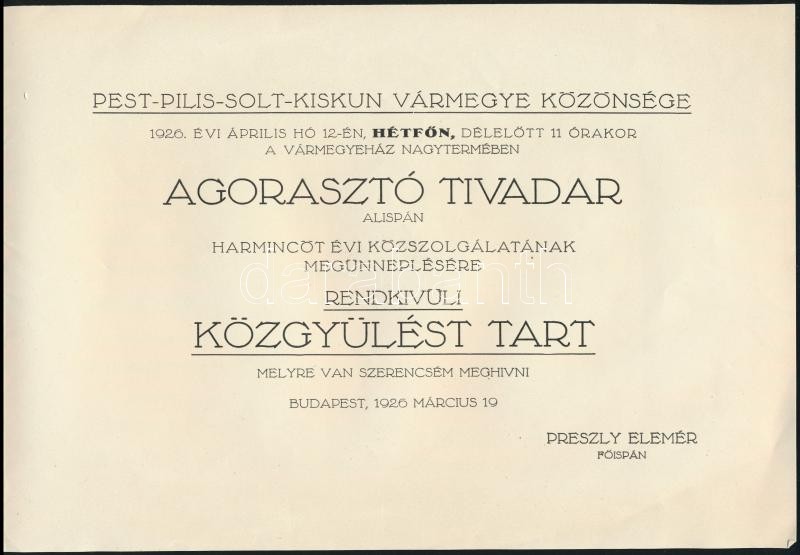 PEST-PILIS-SOLT-KISKUN VÁRMEGYE KÖZÖNSÉGE
1926. ÉVI ÁPRILIS HÓ 12-ÉN, HÉTFŐN, DÉLELŐTT 11 ÓRAKOR
A VÁRMEGYEHÁZ NAGYTERMÉBEN
AGORASZTÓ TIVADAR
ALISPÁN
HARMINCÖT ÉVI KÖZSZOLGÁLATÁNAK
MEGÜNNEPLÉSÉRE
darabanth
RENDKIVÜLI
KÖZGYÜLÉST TART
MELYRE VAN SZERENCSÉM MEGHIVNI
BUDAPEST, 1926 MÁRCIUS 19
PRESZLY ELEMÉR
FŐISPÁN